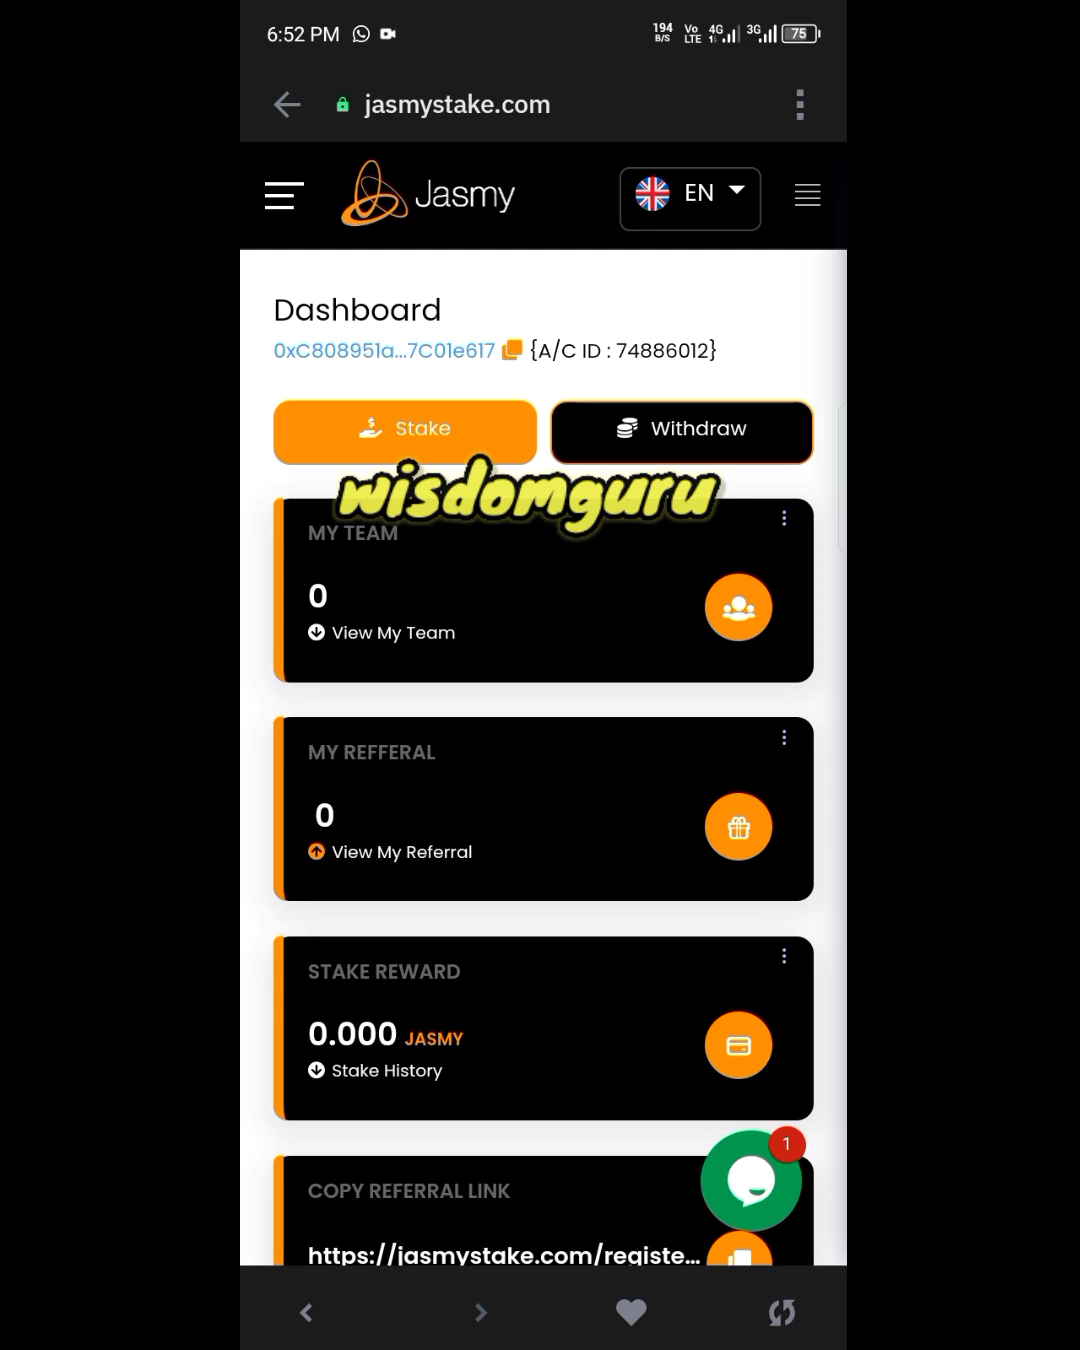 6:52 PM
194 B/S Vo LTE 4G 3G 75
jasmystake.com
Jasmy
EN
Dashboard
0xC808951a...7C01e617 {A/C ID : 74886012}
Stake
Withdraw
wisdomguru
MY TEAM
0
View My Team
MY REFFERAL
0
View My Referral
STAKE REWARD
0.000 JASMY
Stake History
1
COPY REFERRAL LINK
https://jasmystake.com/registe...